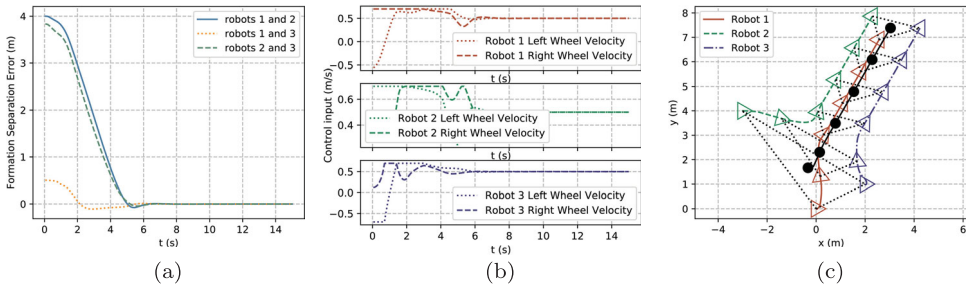 Formation Separation Error (m)
4
3
2
1
0
robots 1 and 2
robots 1 and 3
robots 2 and 3
0 2 4 6 8 10 12 14
t (s)
(a)
Control input (m/s)
0.5
0.0
-0.5
Robot 1 Left Wheel Velocity
Robot 1 Right Wheel Velocity
t (s)
0.6
0.4
Robot 2 Left Wheel Velocity
Robot 2 Right Wheel Velocity
t (s)
0.5
0.0
-0.5
Robot 3 Left Wheel Velocity
Robot 3 Right Wheel Velocity
0 2 4 6 8 10 12 14
t (s)
(b)
y (m)
8
7
6
5
4
3
2
1
0
Robot 1
Robot 2
Robot 3
−4 −2 0 2 4 6
x (m)
(c)